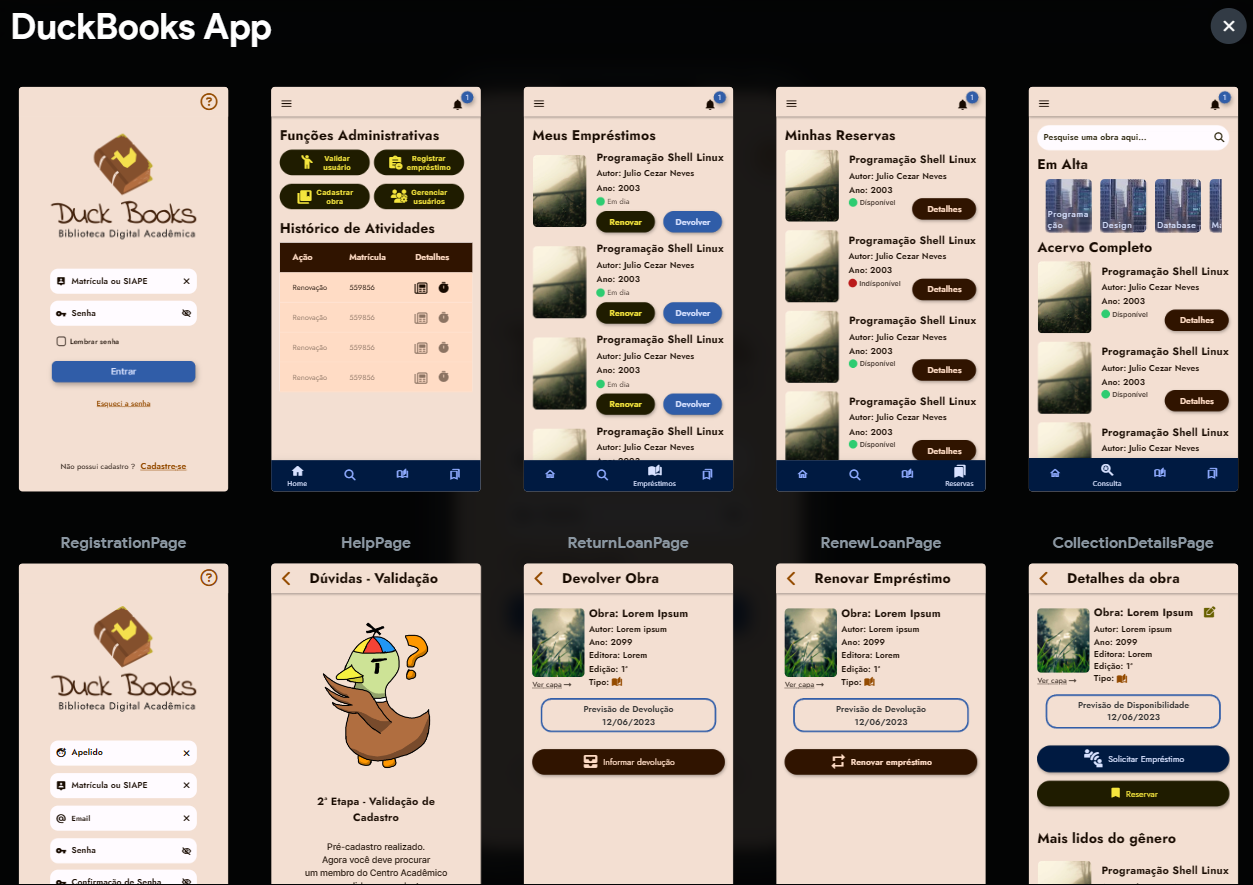 DuckBooks App
?
Duck Books
Biblioteca Digital Acadêmica
Matrícula ou SIAPE
Senha
Lembrar senha
Entrar
Esqueci a senha
Não possui cadastro ? Cadastre-se
1
Funções Administrativas
Validar
usuário
Registrar
empréstimo
Cadastrar
obra
Gerenciar
usuários
Histórico de Atividades
Ação Matrícula Detalhes
Renovação 559856
Renovação 559856
Renovação 559856
Renovação 559856
Home
1
Meus Empréstimos
Programação Shell Linux
Autor: Julio Cezar Neves
Ano: 2003
Em dia
Renovar Devolver
Programação Shell Linux
Autor: Julio Cezar Neves
Ano: 2003
Em dia
Renovar Devolver
Programação Shell Linux
Autor: Julio Cezar Neves
Ano: 2003
Em dia
Renovar Devolver
Programação Shell Linux
Autor: Julio Cezar Neves
Ano: 2003
Empréstimos
1
Minhas Reservas
Programação Shell Linux
Autor: Julio Cezar Neves
Ano: 2003
Disponível
Detalhes
Programação Shell Linux
Autor: Julio Cezar Neves
Ano: 2003
Indisponível
Detalhes
Programação Shell Linux
Autor: Julio Cezar Neves
Ano: 2003
Disponível
Detalhes
Programação Shell Linux
Autor: Julio Cezar Neves
Ano: 2003
Disponível
Detalhes
Reservas
1
Pesquise uma obra aqui...
Em Alta
Programa
ção
Design
Database
Ma
Acervo Completo
Programação Shell Linux
Autor: Julio Cezar Neves
Ano: 2003
Disponível
Detalhes
Programação Shell Linux
Autor: Julio Cezar Neves
Ano: 2003
Disponível
Detalhes
Programação Shell Linux
Autor: Julio Cezar Neves
Consulta
RegistrationPage
?
Duck Books
Biblioteca Digital Acadêmica
Apelido
Matrícula ou SIAPE
Email
Senha
Confirmação de Senha
HelpPage
Dúvidas - Validação
?
2ª Etapa - Validação de
Cadastro
Pré-cadastro realizado.
Agora você deve procurar
um membro do Centro Acadêmico
ReturnLoanPage
Devolver Obra
Obra: Lorem Ipsum
Autor: Lorem ipsum
Ano: 2099
Editora: Lorem
Edição: 1°
Tipo:
Ver capa →
Previsão de Devolução
12/06/2023
Informar devolução
RenewLoanPage
Renovar Empréstimo
Obra: Lorem Ipsum
Autor: Lorem ipsum
Ano: 2099
Editora: Lorem
Edição: 1°
Tipo:
Ver capa →
Previsão de Devolução
12/06/2023
Renovar empréstimo
CollectionDetailsPage
Detalhes da obra
Obra: Lorem Ipsum
Autor: Lorem ipsum
Ano: 2099
Editora: Lorem
Edição: 1°
Tipo:
Ver capa →
Previsão de Disponibilidade
12/06/2023
Solicitar Empréstimo
Reservar
Mais lidos do gênero
Programação Shell Linux
Autor: Julio Cezar Neves